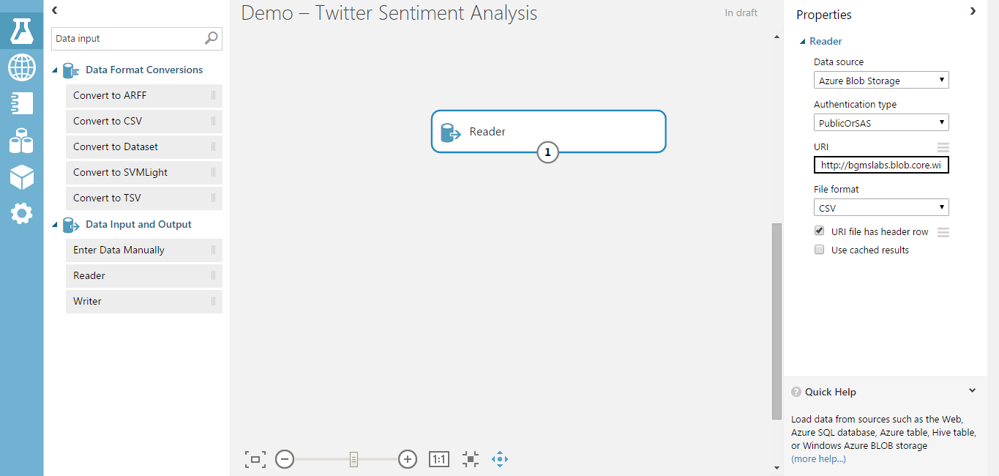 Data input
Data Format Conversions
Convert to ARFF
Convert to CSV
Convert to Dataset
Convert to SVMLight
Convert to TSV
Data Input and Output
Enter Data Manually
Reader
Writer
Demo – Twitter Sentiment Analysis
In draft
Reader
1
1:1
Properties
Reader
Data source
Azure Blob Storage
Authentication type
PublicOrSAS
URI
http://bgmslabs.blob.core.wi
File format
CSV
URI file has header row
Use cached results
? Quick Help
Load data from sources such as the Web,
Azure SQL database, Azure table, Hive table,
or Windows Azure BLOB storage
(more help...)